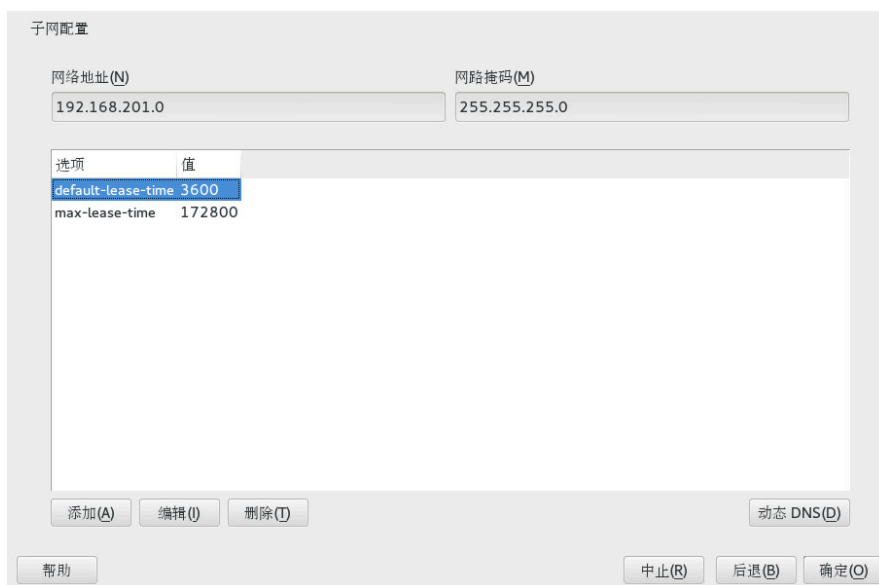 子网配置
网络地址(N) 网路掩码(M)
192.168.201.0 255.255.255.0
选项 值
default-lease-time 3600
max-lease-time 172800
添加(A) 编辑(I) 删除(T) 动态 DNS(D)
帮助 中止(R) 后退(B) 确定(O)